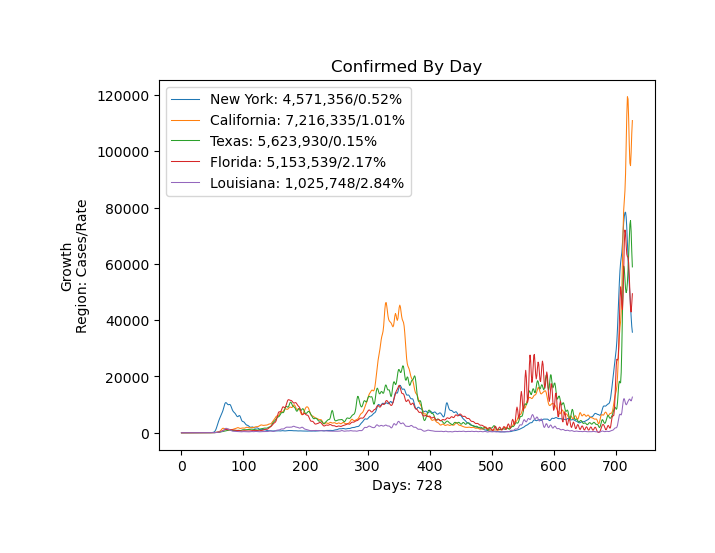 Confirmed By Day
New York: 4,571,356/0.52%
California: 7,216,335/1.01%
Texas: 5,623,930/0.15%
Florida: 5,153,539/2.17%
Louisiana: 1,025,748/2.84%
120000
100000
80000
60000
40000
20000
0
Growth
Region: Cases/Rate
0 100 200 300 400 500 600 700
Days: 728